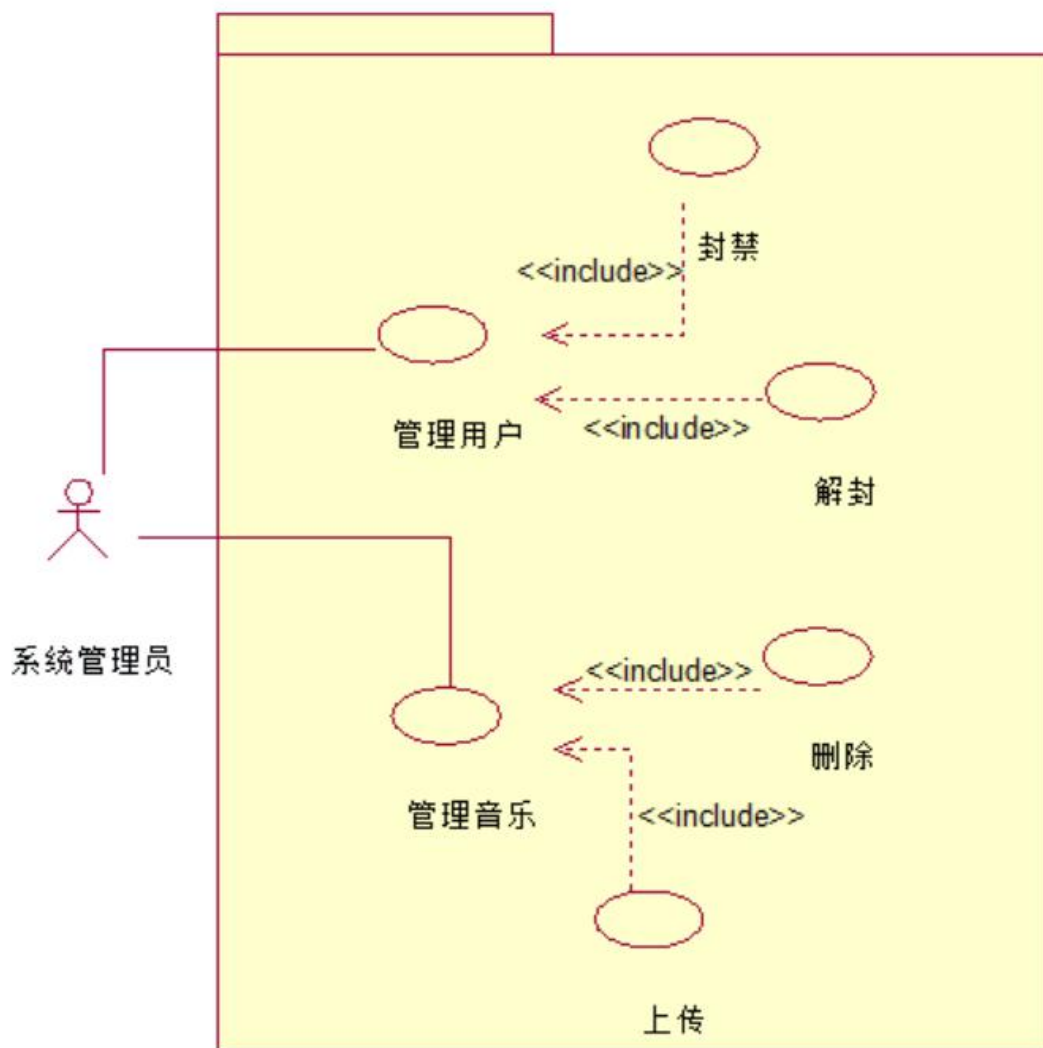 封禁
<<include>>
管理用户
<<include>>
解封
系统管理员
<<include>>
删除
管理音乐
<<include>>
上传